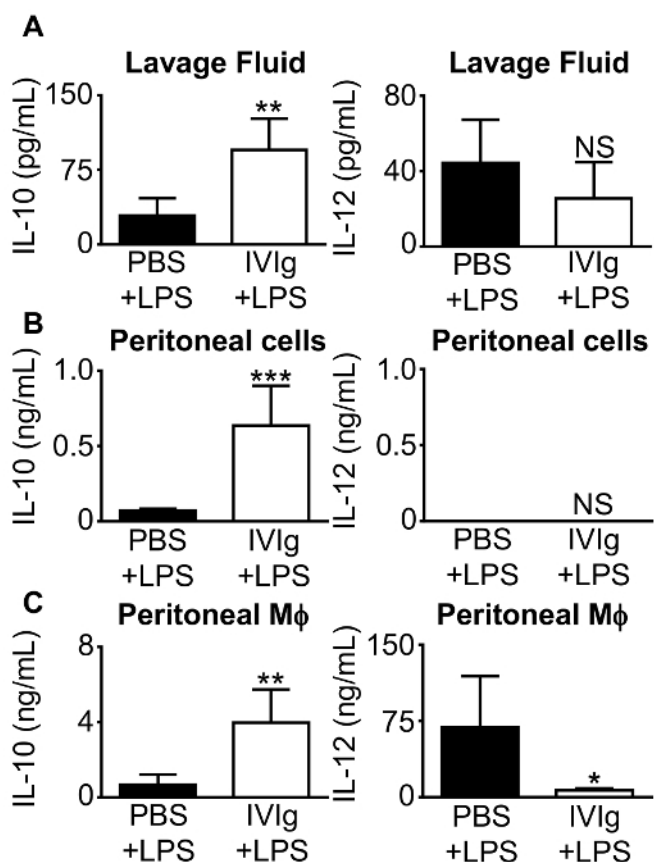 A
Lavage Fluid
IL-10 (pg/mL)
150
75
0
**
PBS
+LPS
IVIg
+LPS
Lavage Fluid
IL-12 (pg/mL)
80
40
0
NS
PBS
+LPS
IVIg
+LPS
B
Peritoneal cells
IL-10 (ng/mL)
1.0
0.5
0
***
PBS
+LPS
IVIg
+LPS
Peritoneal cells
IL-12 (ng/mL)
1.0
0.5
0
NS
PBS
+LPS
IVIg
+LPS
C
Peritoneal Mϕ
IL-10 (ng/mL)
8
4
0
**
PBS
+LPS
IVIg
+LPS
Peritoneal Mϕ
IL-12 (ng/mL)
150
75
0
*
PBS
+LPS
IVIg
+LPS